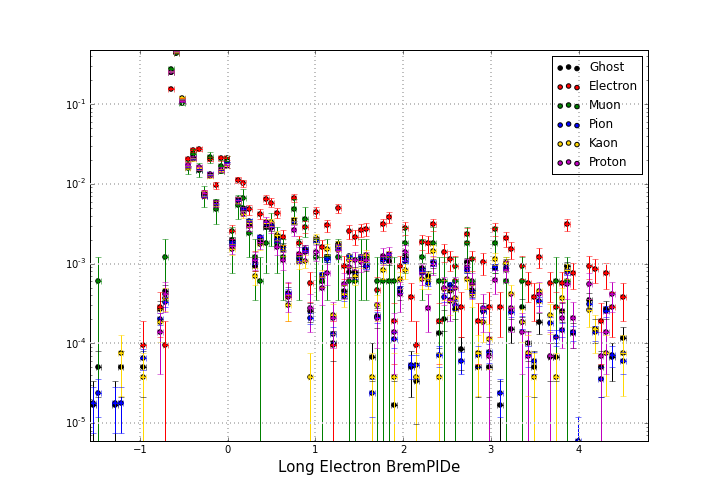 Ghost
Electron
Muon
Pion
Kaon
Proton
10⁻¹
10⁻²
10⁻³
10⁻⁴
10⁻⁵
−1 0 1 2 3 4
Long Electron BremPIDe